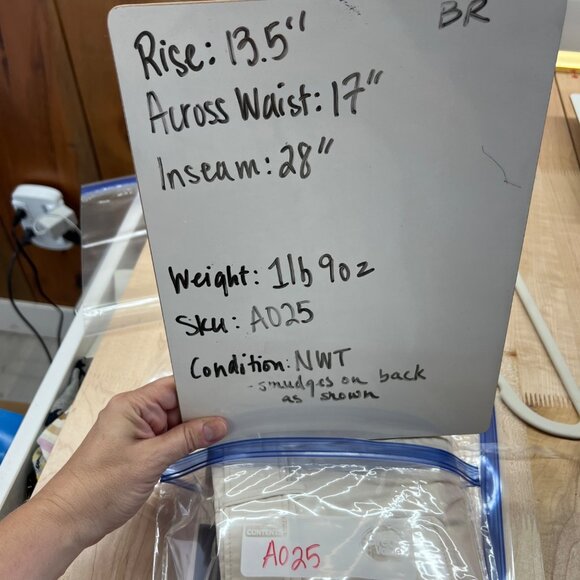 BR
Rise: 13.5"
Across Waist: 17"
Inseam: 28"
Weight: 1lb 9oz
Sku: A025
Condition: NWT
- smudges on back
as shown
CONTENTS
A025